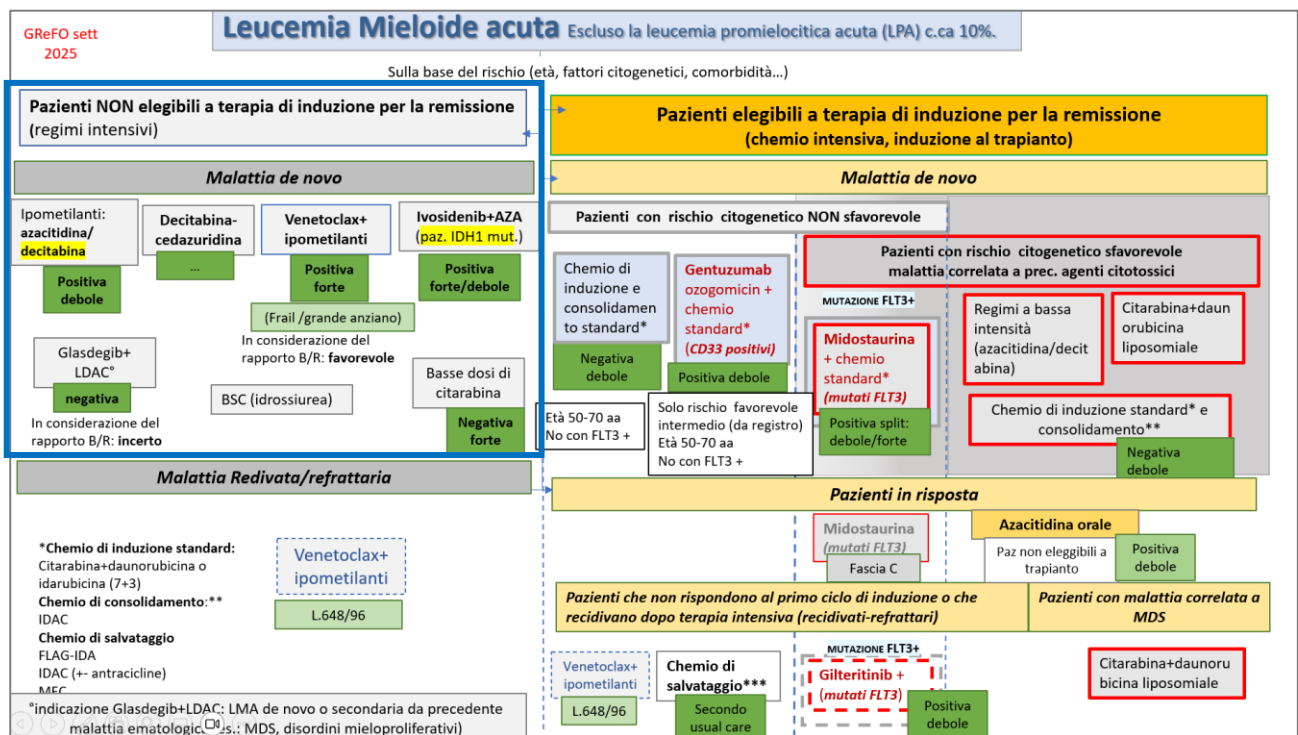 GReFO sett
2025
Leucemia Mieloide acuta Escluso la leucemia promielocitica acuta (LPA) c.ca 10%.
Sulla base del rischio (età, fattori citogenetici, comorbidità…)
Pazienti NON elegibili a terapia di induzione per la remissione
(regimi intensivi)
Malattia de novo
Ipometilanti:
azacitidina/
decitabina
Positiva
debole
Decitabina-
cedazuridina
...
Venetoclax+
ipometilanti
Positiva
forte
(Frail /grande anziano)
In considerazione del
rapporto B/R: favorevole
Ivosidenib+AZA
(paz. IDH1 mut.)
Positiva
forte/debole
Glasdegib+
LDAC°
negativa
In considerazione del
rapporto B/R: incerto
BSC (idrossiurea)
Basse dosi di
citarabina
Negativa
forte
Malattia Redivata/refrattaria
*Chemio di induzione standard:
Citarabina+daunorubicina o
idarubicina (7+3)
Chemio di consolidamento:**
IDAC
Chemio di salvataggio
FLAG-IDA
IDAC (+- antracicline)
MEC
Venetoclax+
ipometilanti
L.648/96
°indicazione Glasdegib+LDAC: LMA de novo o secondaria da precedente
malattia ematologica es.: MDS, disordini mieloproliferativi)
Pazienti elegibili a terapia di induzione per la remissione
(chemio intensiva, induzione al trapianto)
Malattia de novo
Pazienti con rischio citogenetico NON sfavorevole
Chemio di
induzione e
consolidamen
to standard*
Negativa
debole
Età 50-70 aa
No con FLT3 +
Gentuzumab
ozogomicin +
chemio
standard*
(CD33 positivi)
Positiva debole
Solo rischio favorevole
intermedio (da registro)
Età 50-70 aa
No con FLT3 +
Pazienti con rischio citogenetico sfavorevole
malattia correlata a prec. agenti citotossici
MUTAZIONE FLT3+
Midostaurina
+ chemio
standard*
(mutati FLT3)
Positiva split:
debole/forte
Regimi a bassa
intensità
(azacitidina/decit
abina)
Citarabina+daun
orubicina
liposomiale
Chemio di induzione standard* e
consolidamento**
Negativa
debole
Pazienti in risposta
Midostaurina
(mutati FLT3)
Fascia C
Azacitidina orale
Paz non eleggibili a
trapianto
Positiva
debole
Pazienti che non rispondono al primo ciclo di induzione o che
recidivano dopo terapia intensiva (recidivati-refrattari)
Pazienti con malattia correlata a
MDS
Venetoclax+
ipometilanti
L.648/96
Chemio di
salvataggio***
Secondo
usual care
MUTAZIONE FLT3+
Gilteritinib +
(mutati FLT3)
Positiva
debole
Citarabina+daunoru
bicina liposomiale